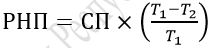 РНП = СП × (T₁−T₂ / T₁)